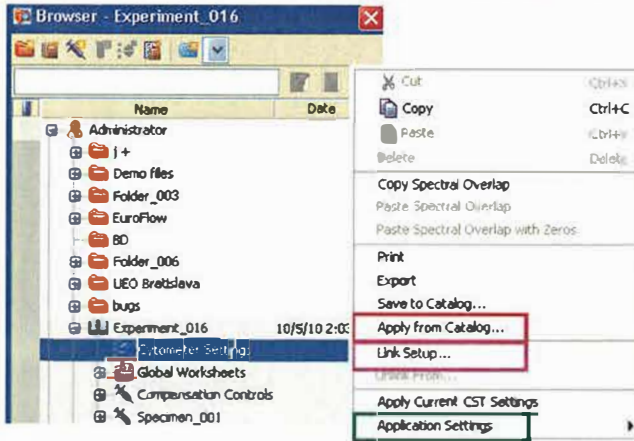 Browser - Experiment_016
Name Date
Administrator
j +
Demo files
Folder_003
EuroFlow
BD
Folder_006
UEO Bratislava
bugs
Experiment_016 10/5/10 2:03
Cytometer Settings
Global Worksheets
Compensation Controls
Specimen_001
Cut Ctrl+X
Copy Ctrl+C
Paste Ctrl+V
Delete Delete
Copy Spectral Overlap
Paste Spectral Overlap
Paste Spectral Overlap with Zeros
Print
Export
Save to Catalog...
Apply from Catalog...
Link Setup...
Unlink From...
Apply Current CST Settings
Application Settings